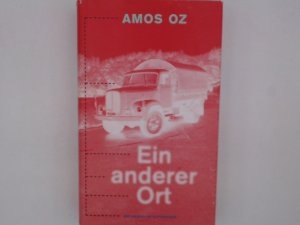 AMOS OZ
Ein
anderer
Ort